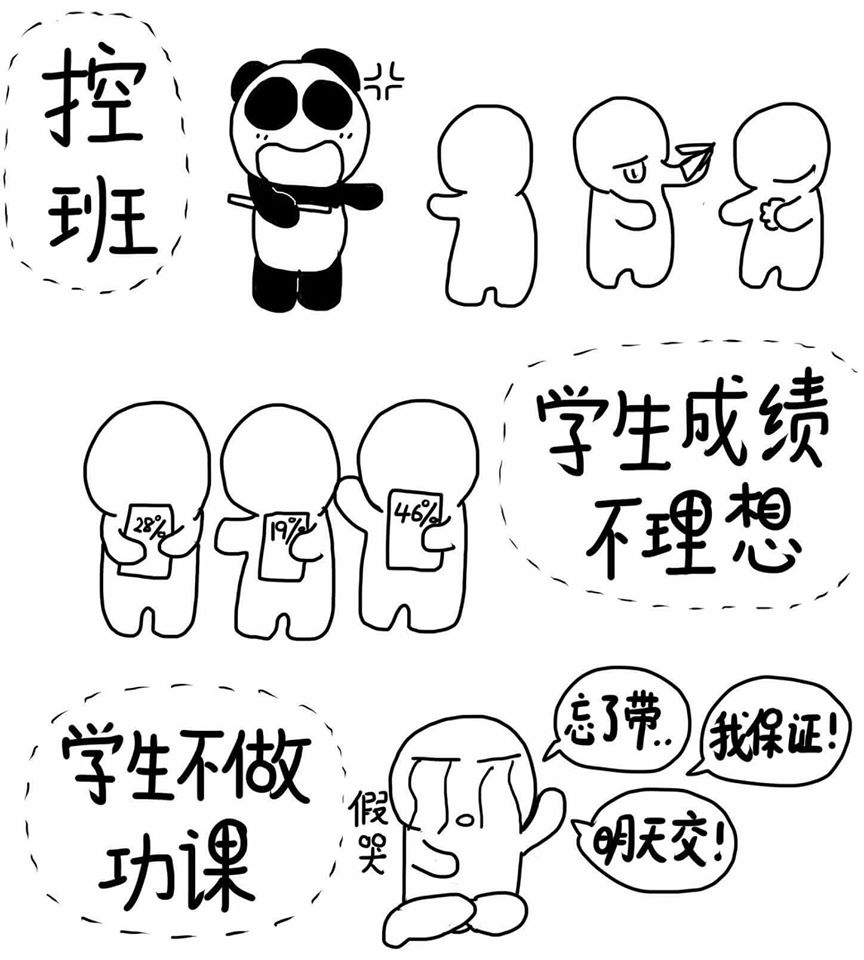 控
班
28%
19%
46%
学生成绩
不理想
学生不做
功课
假
哭
忘了带..
我保证!
明天交!